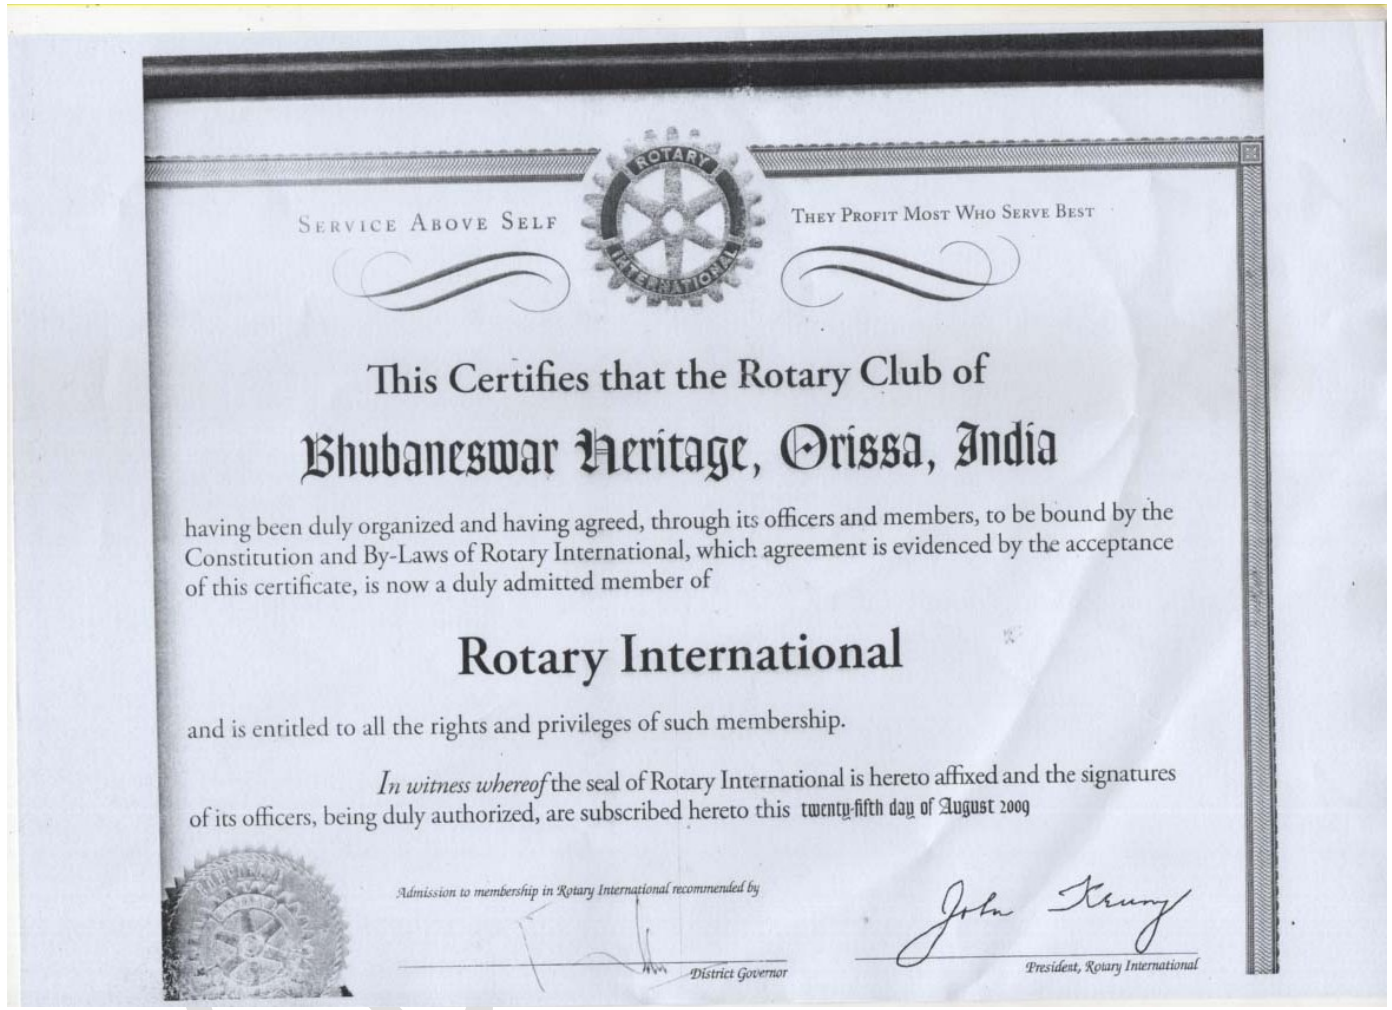 ROTARY
INTERNATIONAL
SERVICE ABOVE SELF
THEY PROFIT MOST WHO SERVE BEST
This Certifies that the Rotary Club of
Bhubaneswar Heritage, Orissa, India
having been duly organized and having agreed, through its officers and members, to be bound by the
Constitution and By-Laws of Rotary International, which agreement is evidenced by the acceptance
of this certificate, is now a duly admitted member of
Rotary International
and is entitled to all the rights and privileges of such membership.
In witness whereof the seal of Rotary International is hereto affixed and the signatures
of its officers, being duly authorized, are subscribed hereto this twenty-fifth day of August 2009
Admission to membership in Rotary International recommended by
John Kenny
District Governor
President, Rotary International